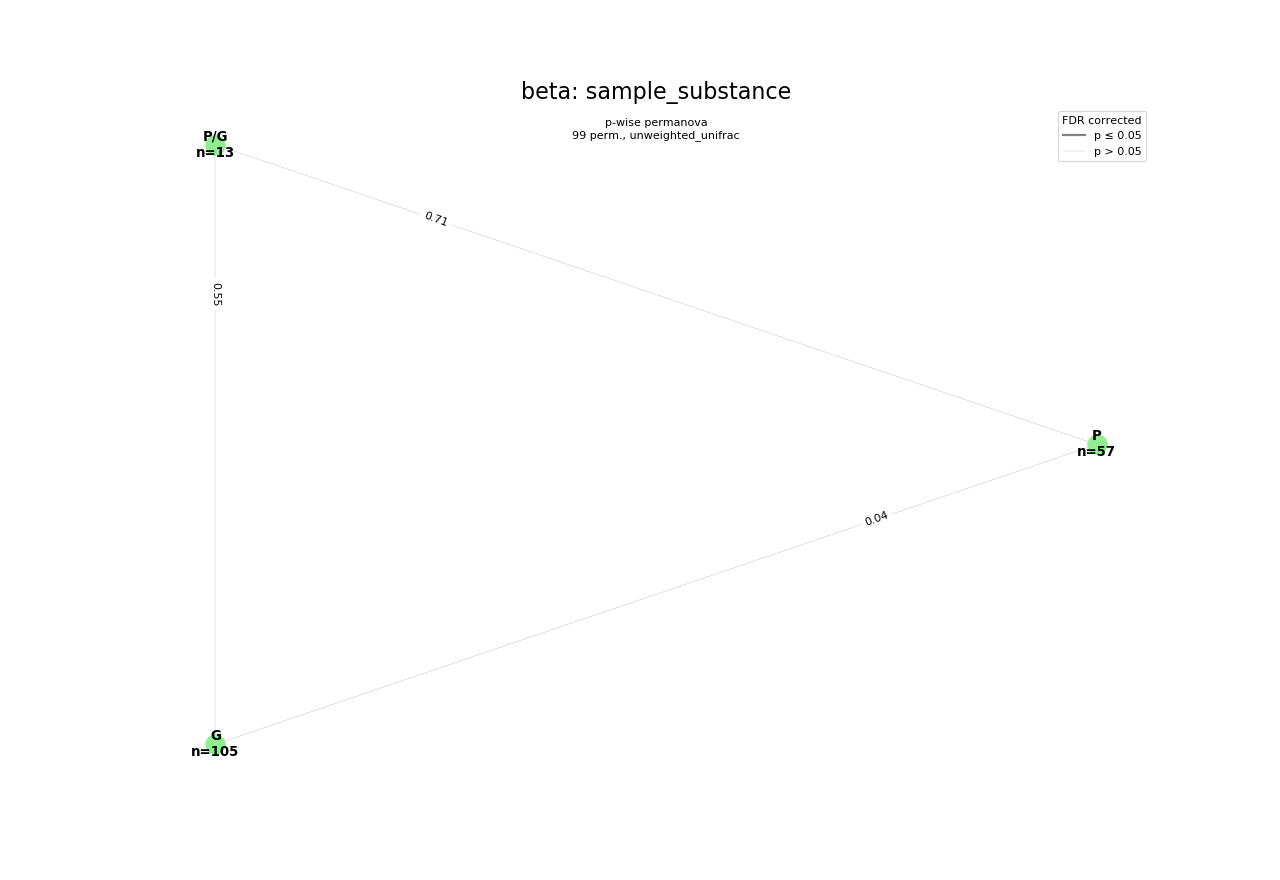 beta: sample_substance
p-wise permanova
99 perm., unweighted_unifrac
FDR corrected
p ≤ 0.05
p > 0.05
P/G
n=13
0.71
0.55
P
n=57
0.04
G
n=105